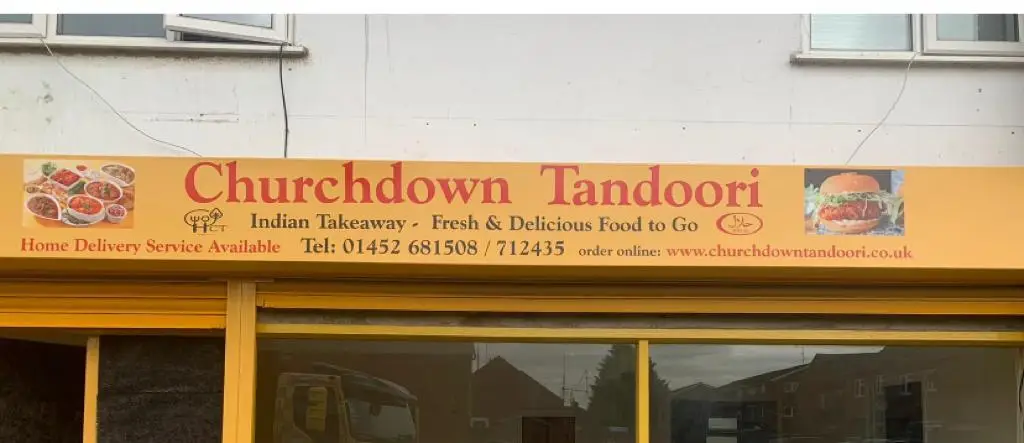 Churchdown Tandoori
Indian Takeaway - Fresh & Delicious Food to Go
حلال
Home Delivery Service Available Tel: 01452 681508 / 712435 order online: www.churchdowntandoori.co.uk